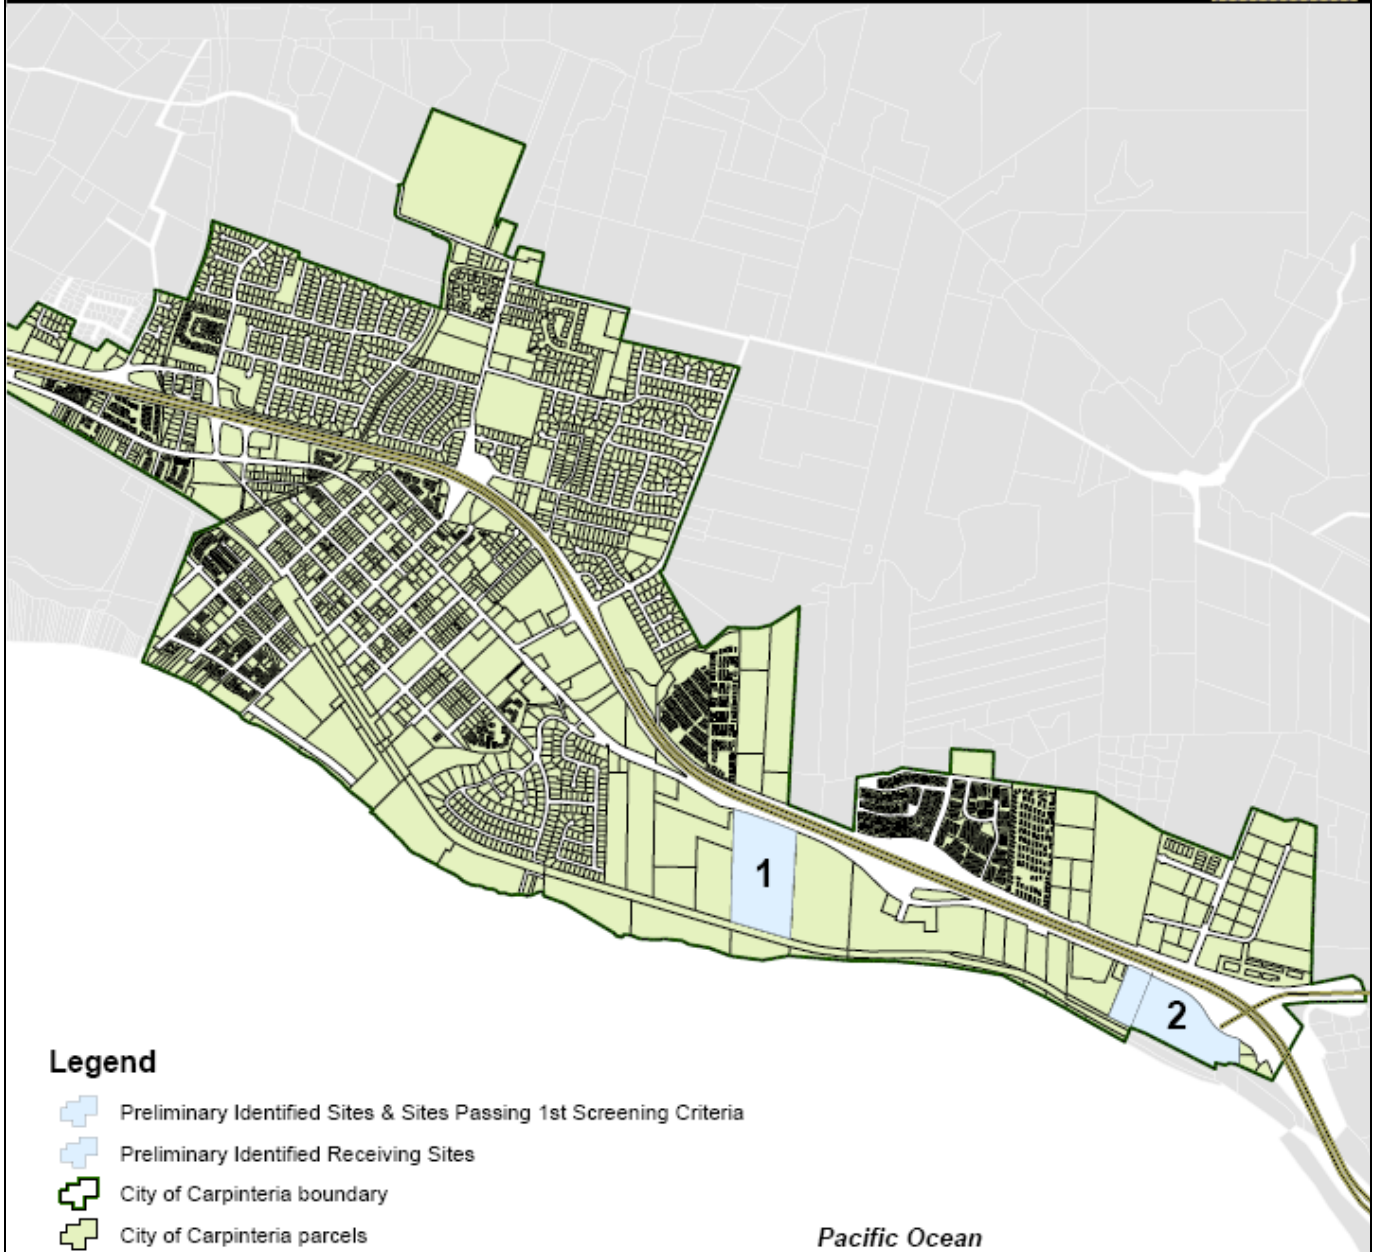 1
2
Legend
Preliminary Identified Sites & Sites Passing 1st Screening Criteria
Preliminary Identified Receiving Sites
City of Carpinteria boundary
City of Carpinteria parcels
Pacific Ocean